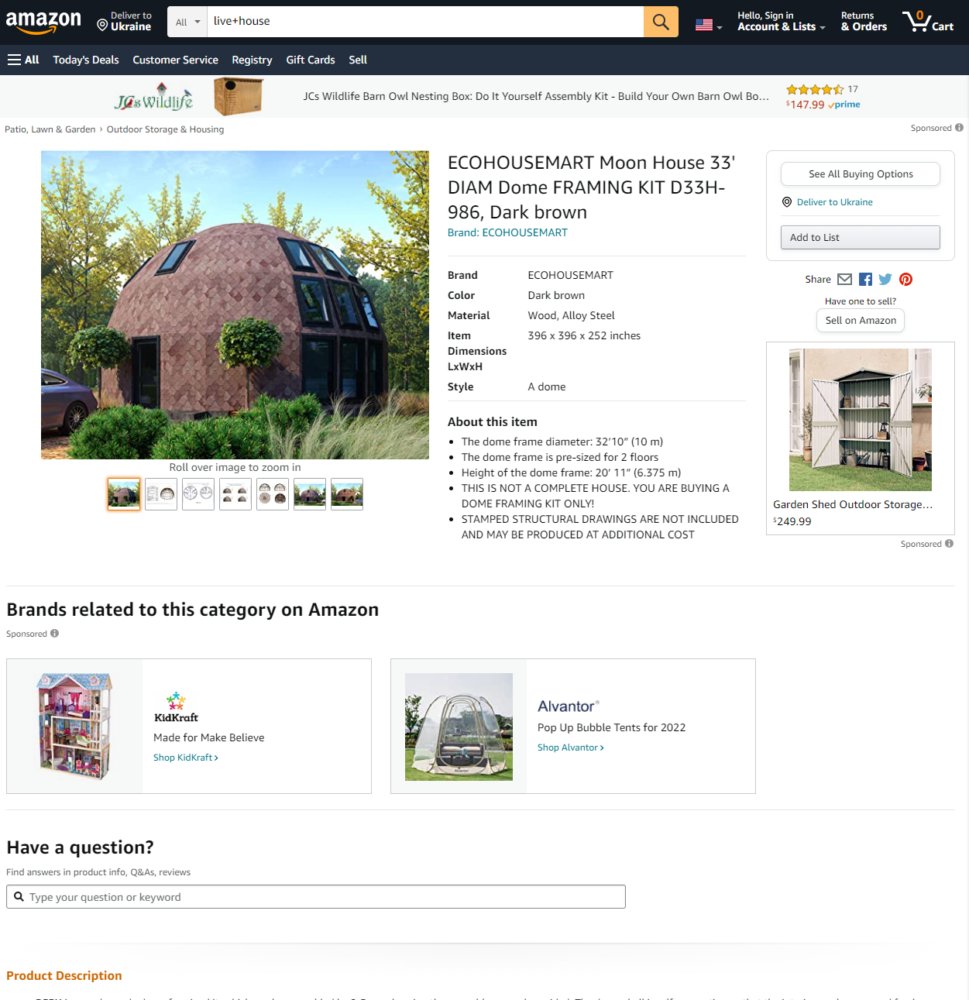 amazon
Deliver to
Ukraine
All
live+house
Hello, Sign in
Account & Lists
Returns
& Orders
0
Cart
All
Today's Deals
Customer Service
Registry
Gift Cards
Sell
JCs Wildlife
JCs Wildlife Barn Owl Nesting Box: Do It Yourself Assembly Kit - Build Your Own Barn Owl Bo...
17
$147.99 prime
Patio, Lawn & Garden › Outdoor Storage & Housing
Sponsored
ECOHOUSEMART Moon House 33'
DIAM Dome FRAMING KIT D33H-
986, Dark brown
Brand: ECOHOUSEMART
Brand ECOHOUSEMART
Color Dark brown
Material Wood, Alloy Steel
Item 396 x 396 x 252 inches
Dimensions
LxWxH
Style A dome
About this item
• The dome frame diameter: 32'10” (10 m)
• The dome frame is pre-sized for 2 floors
• Height of the dome frame: 20' 11” (6.375 m)
• THIS IS NOT A COMPLETE HOUSE. YOU ARE BUYING A
DOME FRAMING KIT ONLY!
• STAMPED STRUCTURAL DRAWINGS ARE NOT INCLUDED
AND MAY BE PRODUCED AT ADDITIONAL COST
Roll over image to zoom in
See All Buying Options
Deliver to Ukraine
Add to List
Share
Have one to sell?
Sell on Amazon
Garden Shed Outdoor Storage...
$249.99
Sponsored
Brands related to this category on Amazon
Sponsored
KidKraft
Made for Make Believe
Shop KidKraft ›
Alvantor
Alvantor®
Pop Up Bubble Tents for 2022
Shop Alvantor ›
Have a question?
Find answers in product info, Q&As, reviews
Type your question or keyword
Product Description